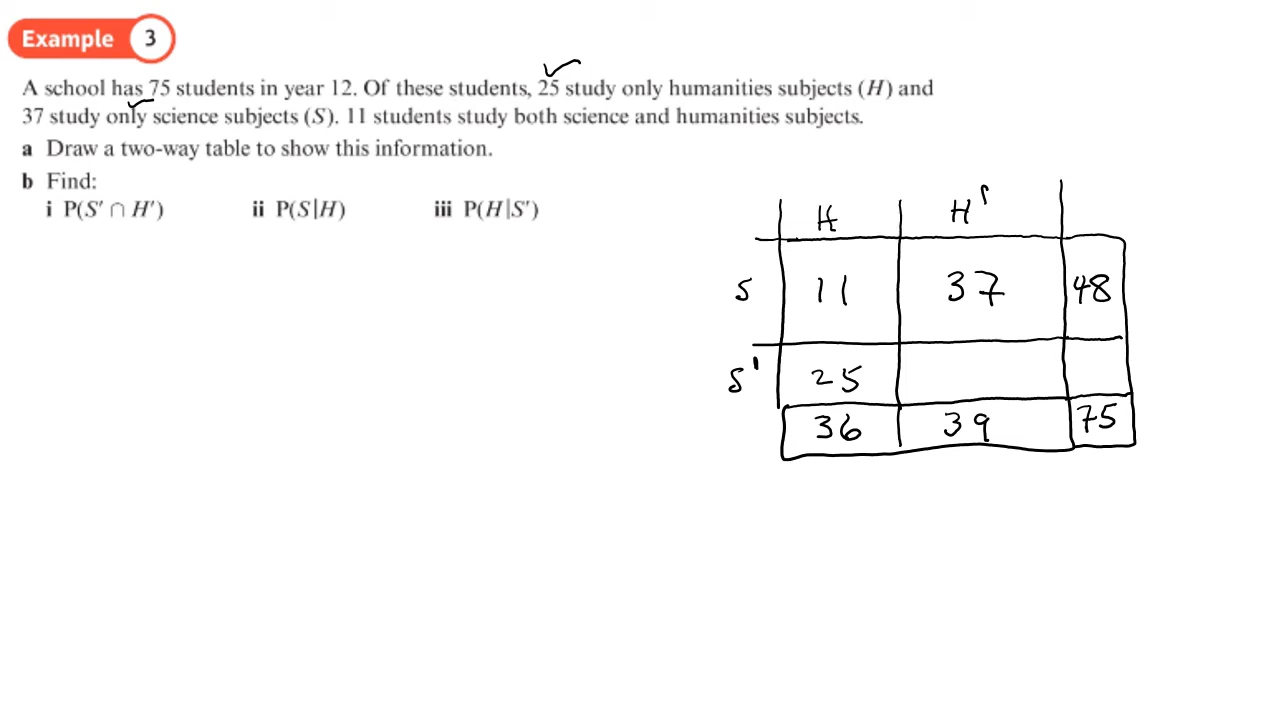 Example 3
A school has 75 students in year 12. Of these students, 25 study only humanities subjects (H) and
37 study only science subjects (S). 11 students study both science and humanities subjects.
a Draw a two-way table to show this information.
b Find:
i P(S′ ∩ H′) ii P(S|H) iii P(H|S′)
H H'
S 11 37 48
S' 25
36 39 75